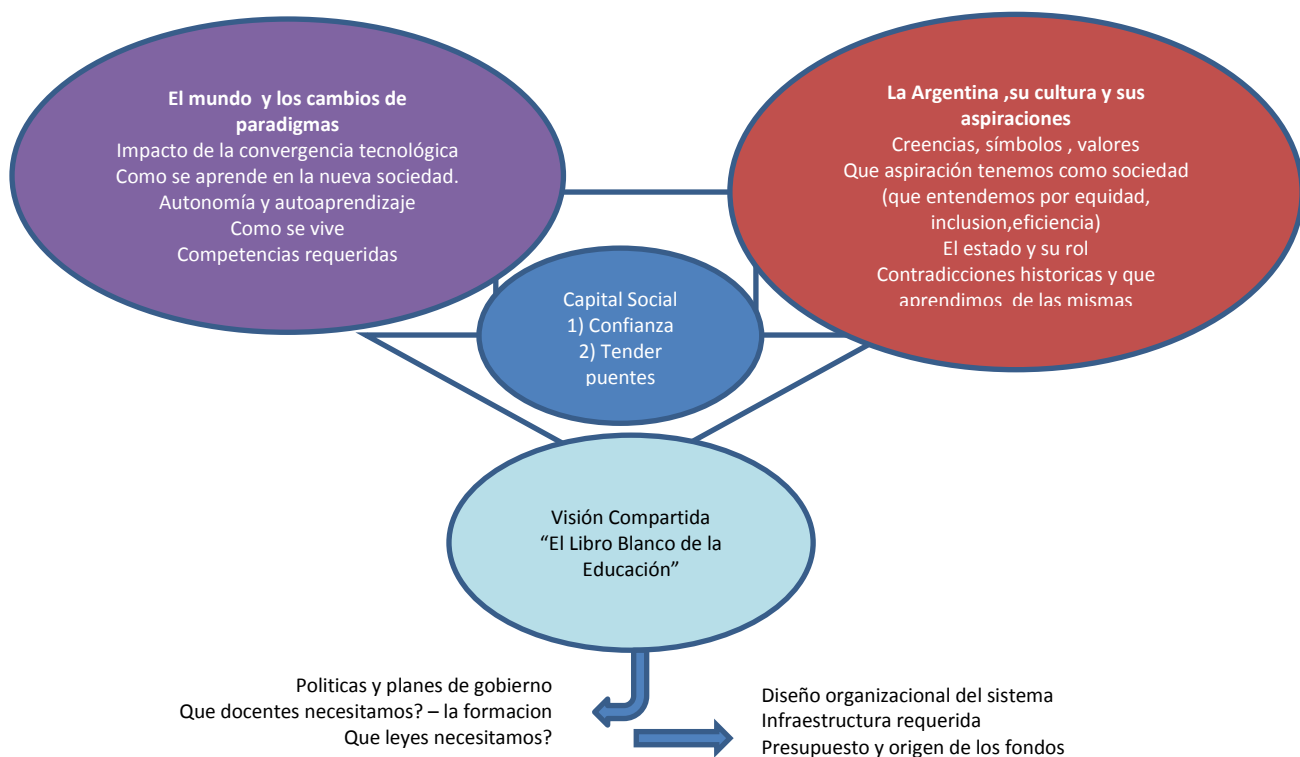 El mundo y los cambios de
paradigmas
Impacto de la convergencia tecnológica
Como se aprende en la nueva sociedad.
Autonomía y autoaprendizaje
Como se vive
Competencias requeridas
La Argentina ,su cultura y sus
aspiraciones
Creencias, símbolos , valores
Que aspiración tenemos como sociedad
(que entendemos por equidad,
inclusion,eficiencia)
El estado y su rol
Contradicciones historicas y que
aprendimos de las mismas
Capital Social
1) Confianza
2) Tender
puentes
Visión Compartida
“El Libro Blanco de la
Educación”
Politicas y planes de gobierno
Que docentes necesitamos? – la formacion
Que leyes necesitamos?
Diseño organizacional del sistema
Infraestructura requerida
Presupuesto y origen de los fondos